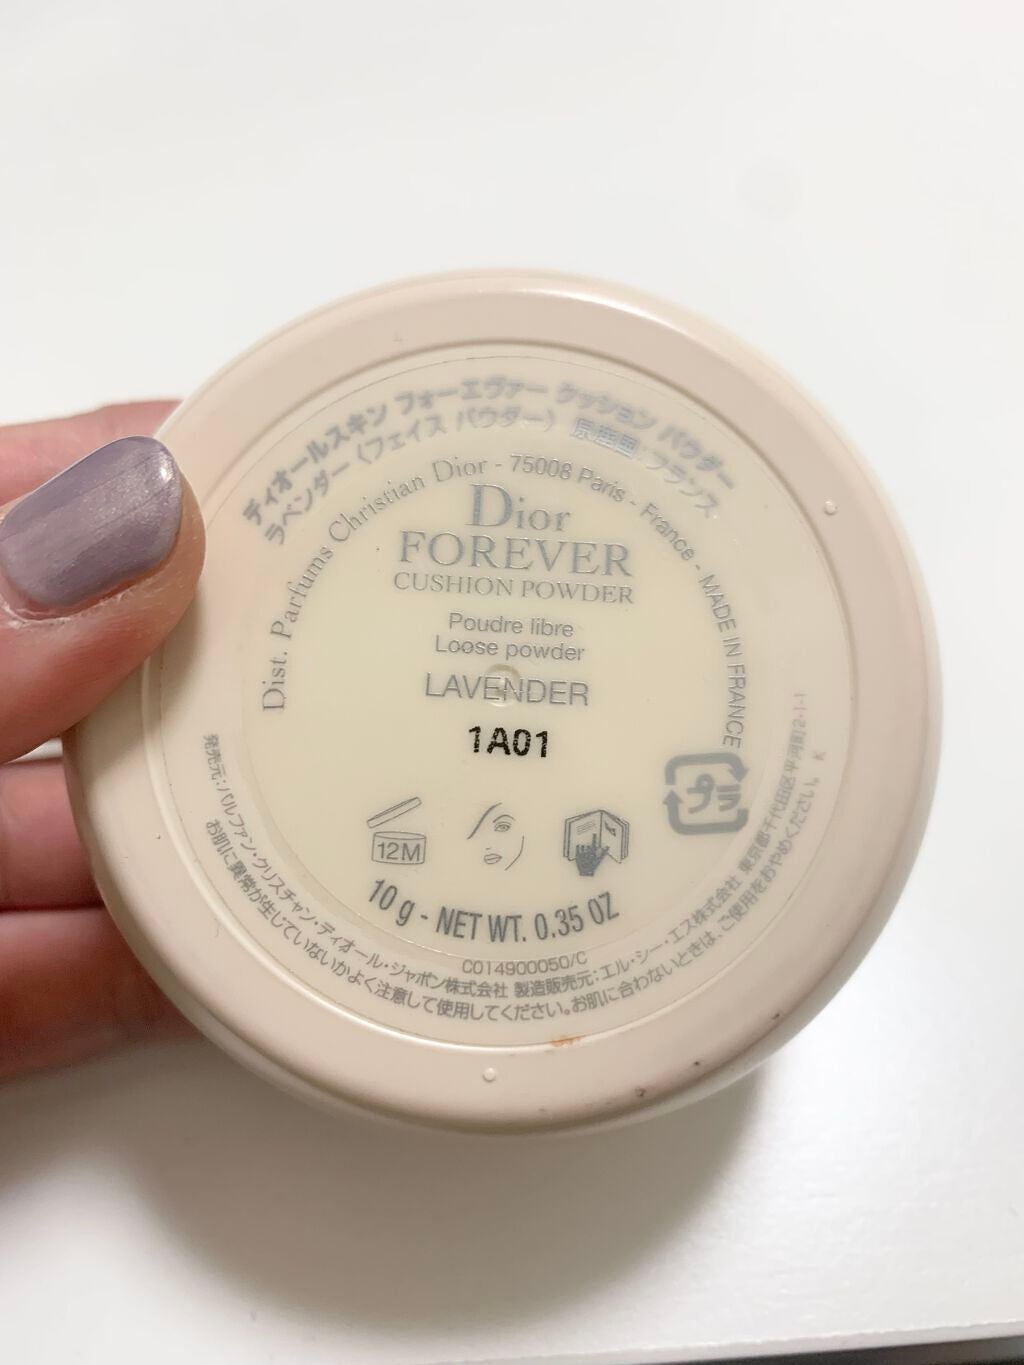 ディオールスキン フォーエヴァー クッション パウダー
ラベンダー〈フェイス パウダー〉 原産国：フランス
Dist. Parfums Christian Dior - 75008 Paris - France - MADE IN FRANCE
Dior
FOREVER
CUSHION POWDER
Poudre libre
Loose powder
LAVENDER
1A01
プラ
12M
10 g - NET WT. 0.35 OZ
C014900050/C
発売元：パルファン・クリスチャン・ディオール・ジャポン株式会社 製造販売元：エル・シー・エス株式会社 東京都千代田区平河町2-1-1
お肌に異常が生じていないかよく注意して使用してください。お肌に合わないときは、ご使用をおやめください。 K